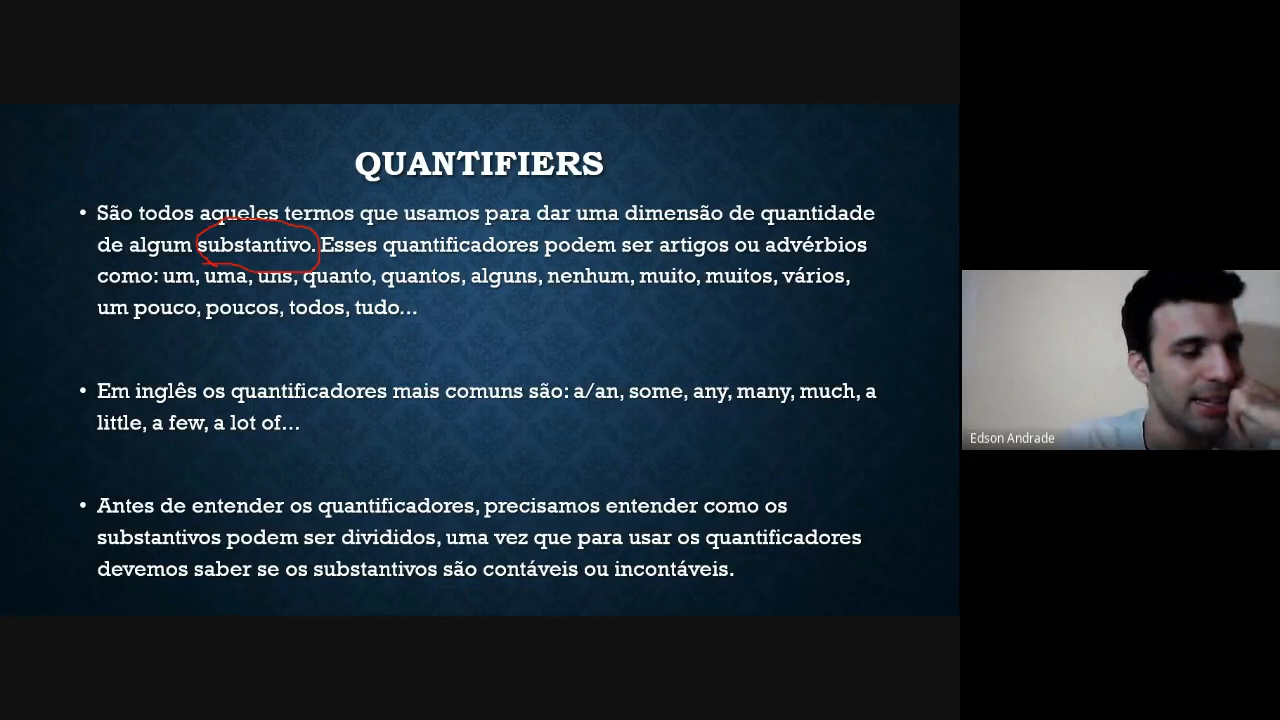 QUANTIFIERS
• São todos aqueles termos que usamos para dar uma dimensão de quantidade
de algum substantivo. Esses quantificadores podem ser artigos ou advérbios
como: um, uma, uns, quanto, quantos, alguns, nenhum, muito, muitos, vários,
um pouco, poucos, todos, tudo...
• Em inglês os quantificadores mais comuns são: a/an, some, any, many, much, a
little, a few, a lot of...
• Antes de entender os quantificadores, precisamos entender como os
substantivos podem ser divididos, uma vez que para usar os quantificadores
devemos saber se os substantivos são contáveis ou incontáveis.
Edson Andrade